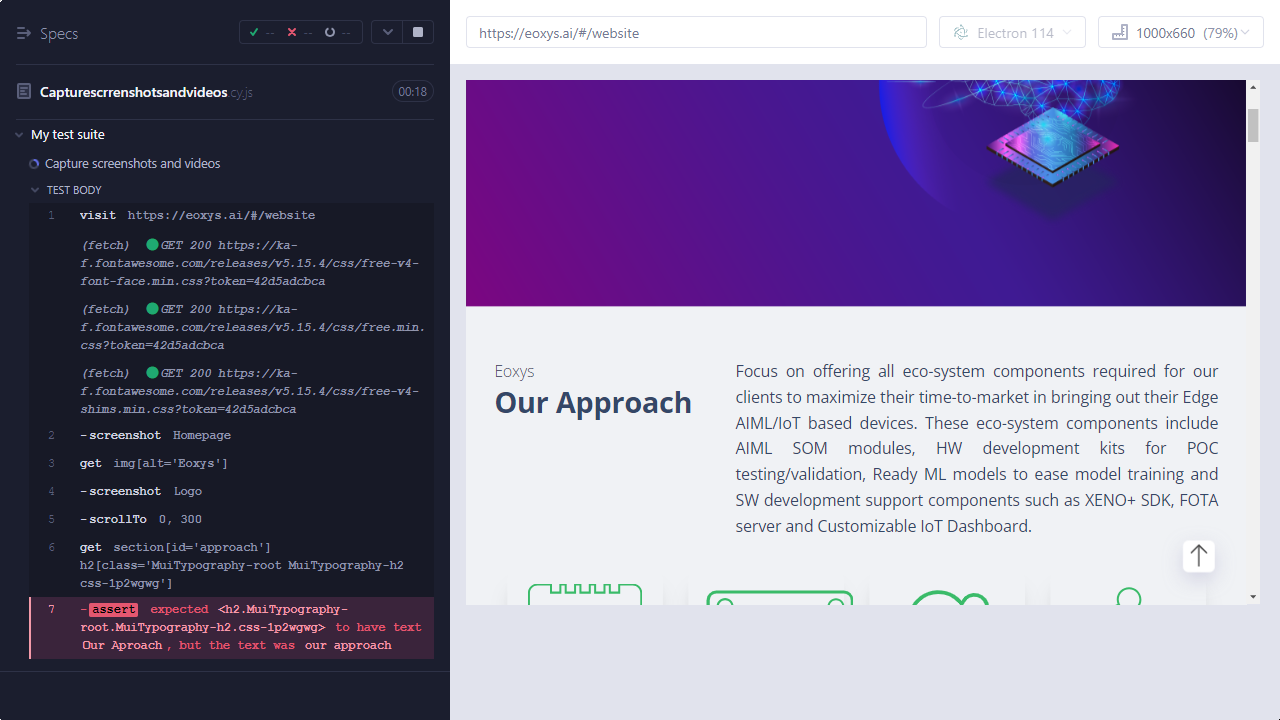 Specs
--
--
--
https://eoxys.ai/#/website
Electron 114
1000x660 (79%)
Capturescrrenshotsandvideos.cy.js
00:18
My test suite
Capture screenshots and videos
TEST BODY
1 visit https://eoxys.ai/#/website
(fetch) GET 200 https://ka-
f.fontawesome.com/releases/v5.15.4/css/free-v4-
font-face.min.css?token=42d5adcbca
(fetch) GET 200 https://ka-
f.fontawesome.com/releases/v5.15.4/css/free.min.
css?token=42d5adcbca
(fetch) GET 200 https://ka-
f.fontawesome.com/releases/v5.15.4/css/free-v4-
shims.min.css?token=42d5adcbca
2 -screenshot Homepage
3 get img[alt='Eoxys']
4 -screenshot Logo
5 -scrollTo 0, 300
6 get section[id='approach']
h2[class='MuiTypography-root MuiTypography-h2
css-1p2wgwg']
7 -assert expected <h2.MuiTypography-
root.MuiTypography-h2.css-1p2wgwg> to have text
Our Aproach, but the text was our approach
Eoxys
Our Approach
Focus on offering all eco-system components required for our
clients to maximize their time-to-market in bringing out their Edge
AIML/IoT based devices. These eco-system components include
AIML SOM modules, HW development kits for POC
testing/validation, Ready ML models to ease model training and
SW development support components such as XENO+ SDK, FOTA
server and Customizable IoT Dashboard.